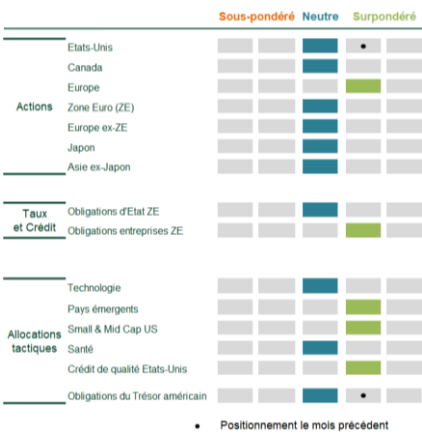 Sous-pondéré Neutre Surpondéré
Etats-Unis
Canada
Europe
Actions Zone Euro (ZE)
Europe ex-ZE
Japon
Asie ex-Japon
Taux
et Crédit
Obligations d'Etat ZE
Obligations entreprises ZE
Technologie
Pays émergents
Allocations
tactiques
Small & Mid Cap US
Santé
Crédit de qualité Etats-Unis
Obligations du Trésor américain
• Positionnement le mois précédent